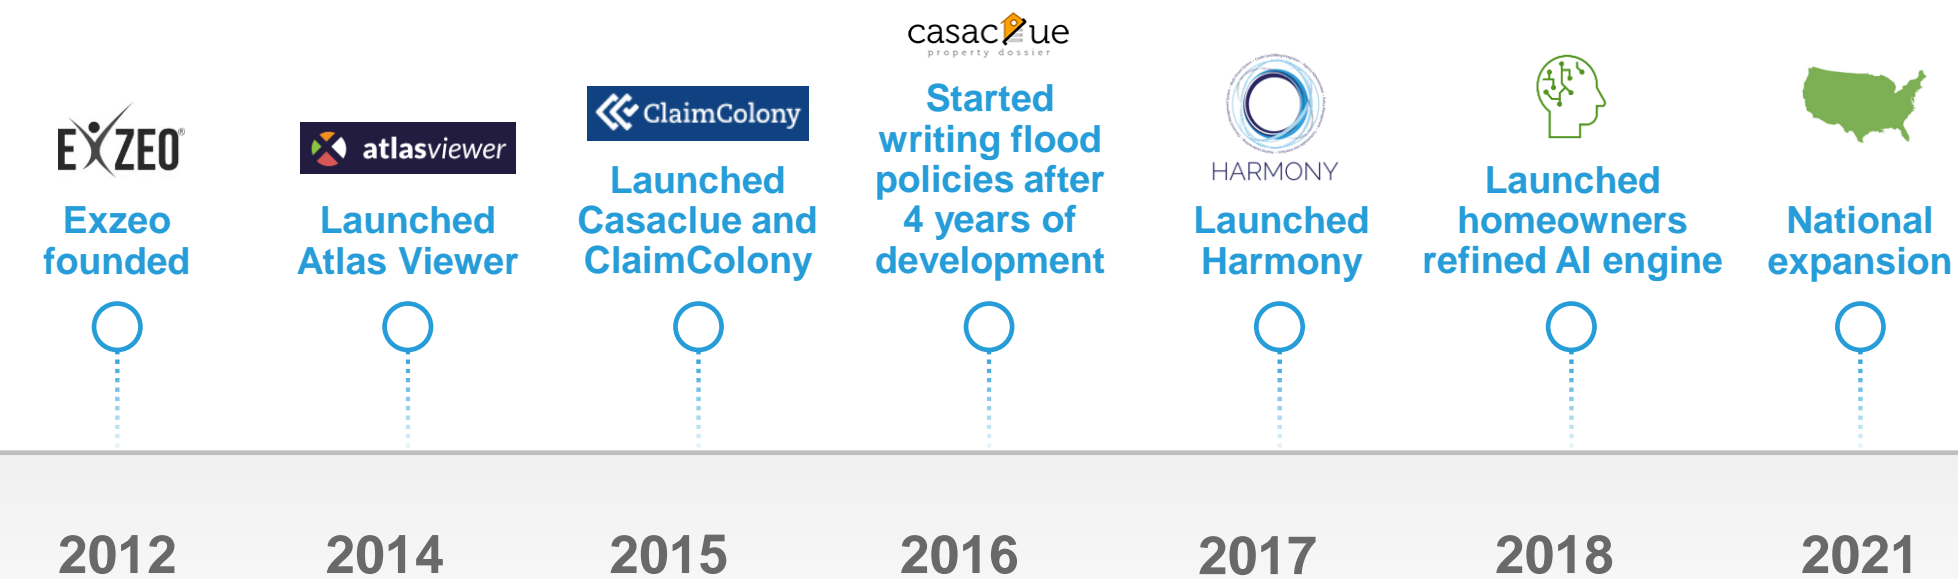 EXZEO®
Exzeo
founded
atlasviewer
Launched
Atlas Viewer
ClaimColony
Launched
Casaclue and
ClaimColony
casaclue
property dossier
Started
writing flood
policies after
4 years of
development
HARMONY
Launched
Harmony
Launched
homeowners
refined AI engine
National
expansion
2012
2014
2015
2016
2017
2018
2021